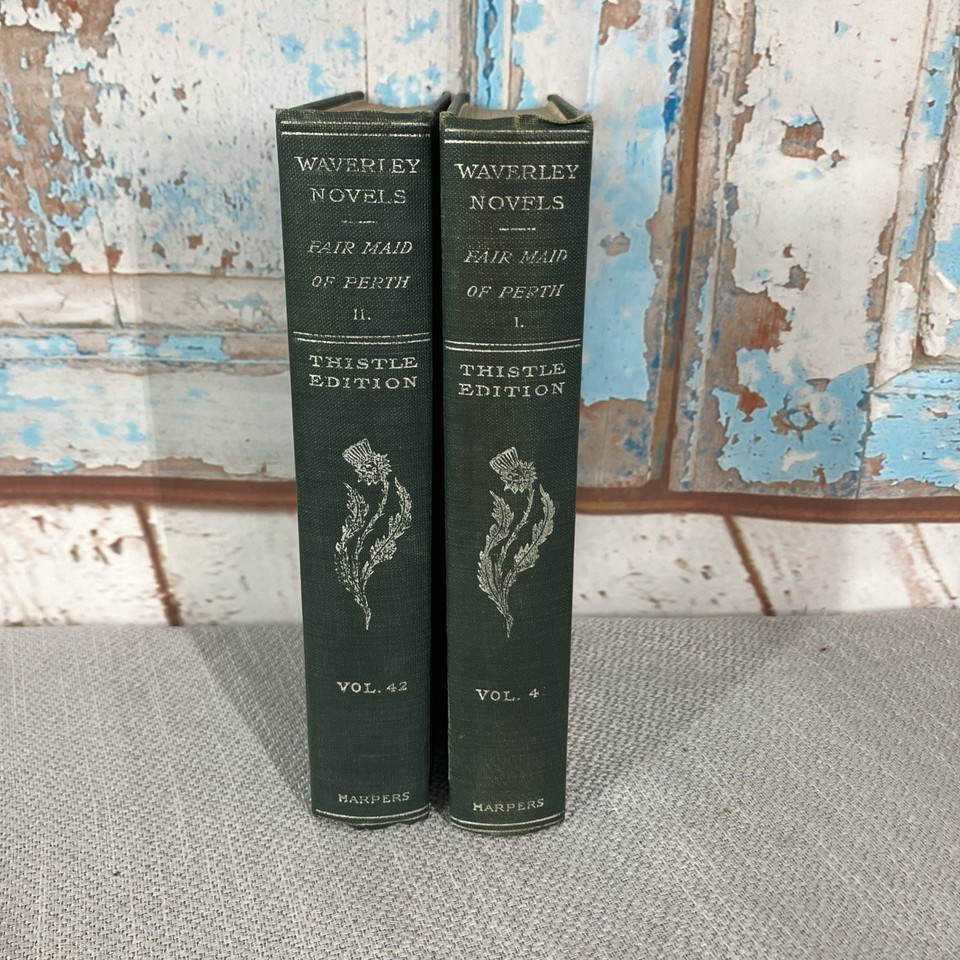 WAVERLEY
NOVELS
FAIR MAID
OF PERTH
II.
THISTLE
EDITION
VOL. 42
HARPERS
WAVERLEY
NOVELS
FAIR MAID
OF PERTH
I.
THISTLE
EDITION
VOL. 4
HARPERS